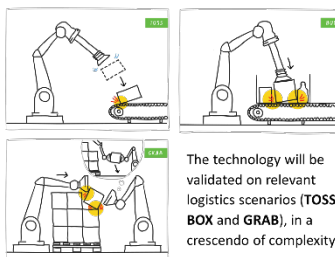 TOSS
GRAB
The technology will be
validated on relevant
logistics scenarios (TOSS
BOX and GRAB), in a
crescendo of complexity